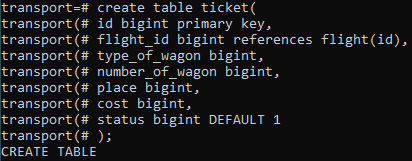 transport=# create table ticket(
transport(# id bigint primary key,
transport(# flight_id bigint references flight(id),
transport(# type_of_wagon bigint,
transport(# number_of_wagon bigint,
transport(# place bigint,
transport(# cost bigint,
transport(# status bigint DEFAULT 1
transport(# );
CREATE TABLE